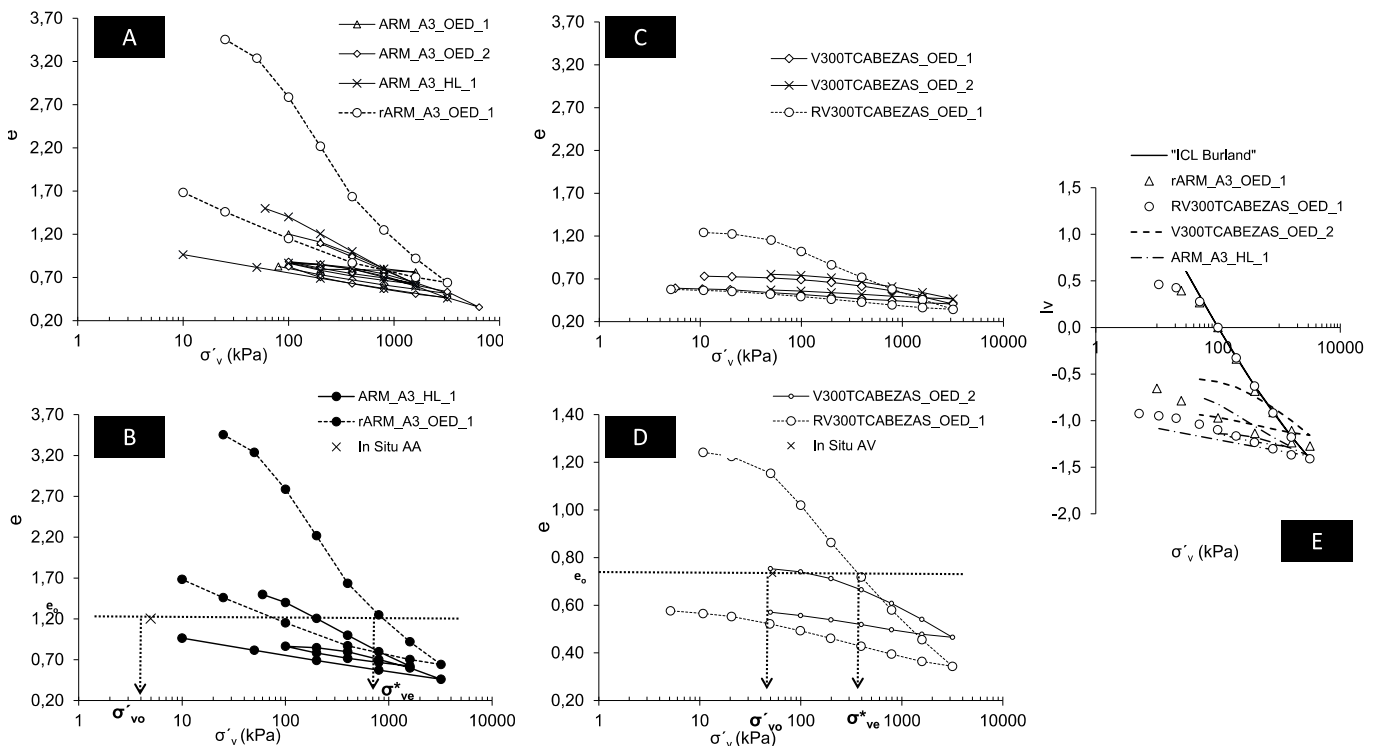 A
3,70
3,20
2,70
2,20
1,70
1,20
0,70
0,20
e
ARM_A3_OED_1
ARM_A3_OED_2
ARM_A3_HL_1
rARM_A3_OED_1
1
10
100
1000
100
σ´v (kPa)
C
3,70
3,20
2,70
2,20
1,70
1,20
0,70
0,20
e
V300TCABEZAS_OED_1
V300TCABEZAS_OED_2
RV300TCABEZAS_OED_1
1
10
100
1000
10000
σ´v (kPa)
B
3,70
3,20
2,70
2,20
1,70
1,20
0,70
0,20
e
eo
ARM_A3_HL_1
rARM_A3_OED_1
In Situ AA
σ´vo
σ*ve
1
10
100
1000
10000
σ´v (kPa)
D
1,40
1,20
1,00
0,80
0,60
0,40
0,20
e
eo
V300TCABEZAS_OED_2
RV300TCABEZAS_OED_1
In Situ AV
σ´vo
σ*ve
1
10
100
1000
10000
σ´v (kPa)
"ICL Burland"
rARM_A3_OED_1
RV300TCABEZAS_OED_1
V300TCABEZAS_OED_2
ARM_A3_HL_1
1,5
1,0
0,5
0,0
-0,5
-1,0
-1,5
-2,0
Iv
1
100
10000
σ´v (kPa)
E